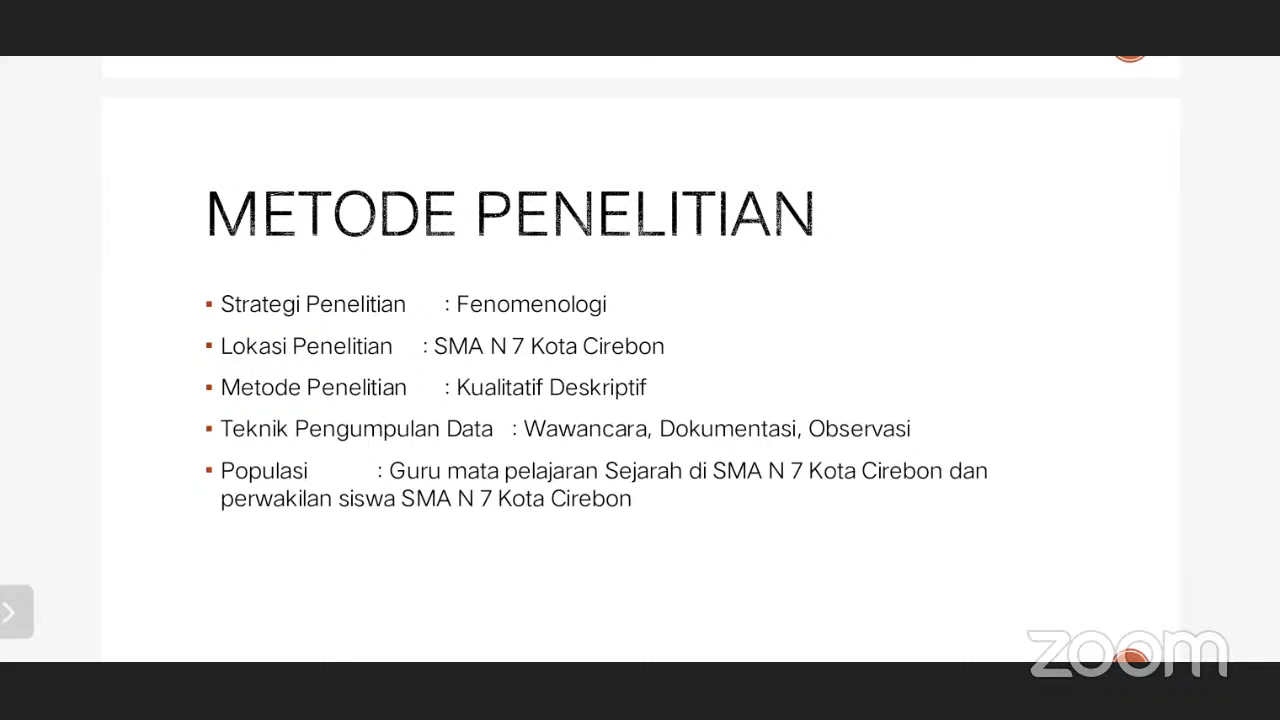 METODE PENELITIAN
▪ Strategi Penelitian : Fenomenologi
▪ Lokasi Penelitian : SMA N 7 Kota Cirebon
▪ Metode Penelitian : Kualitatif Deskriptif
▪ Teknik Pengumpulan Data : Wawancara, Dokumentasi, Observasi
▪ Populasi : Guru mata pelajaran Sejarah di SMA N 7 Kota Cirebon dan
perwakilan siswa SMA N 7 Kota Cirebon
zoom